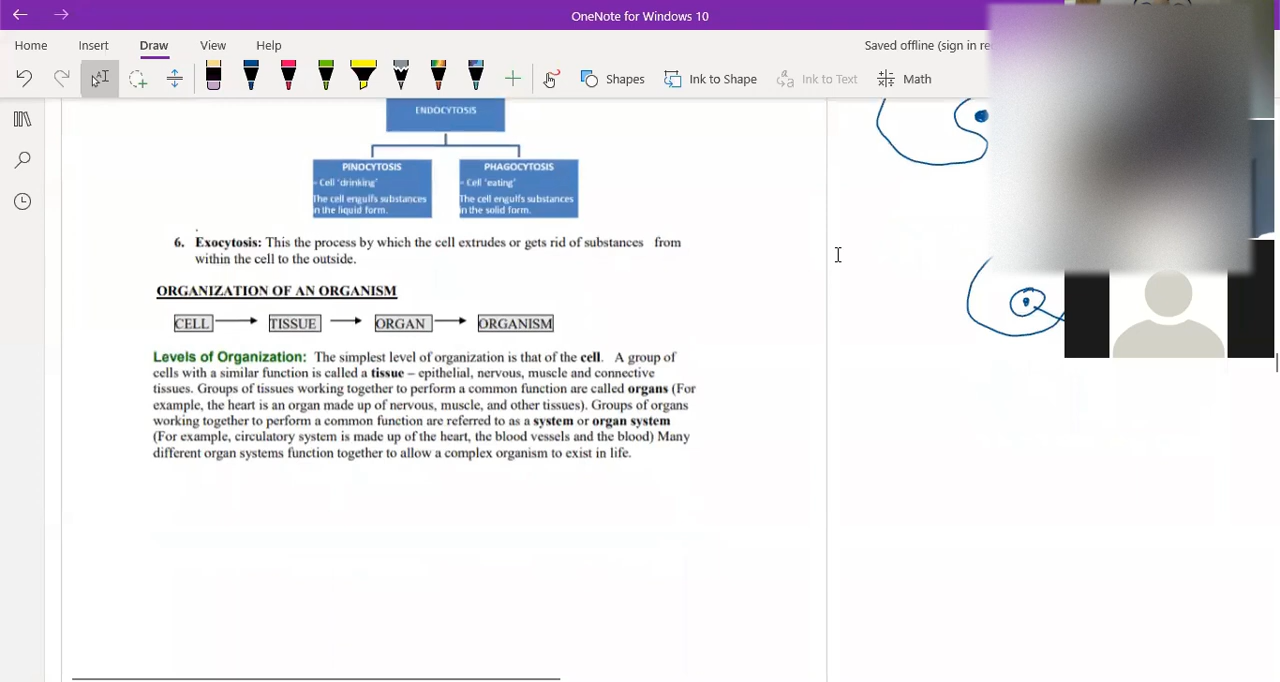 OneNote for Windows 10
Home Insert Draw View Help
Saved offline (sign in re
Shapes Ink to Shape Ink to Text Math
ENDOCYTOSIS
PINOCYTOSIS
- Cell 'drinking'
The cell engulfs substances
in the liquid form.
PHAGOCYTOSIS
- Cell 'eating'
The cell engulfs substances
in the solid form.
6. Exocytosis: This the process by which the cell extrudes or gets rid of substances from
within the cell to the outside.
ORGANIZATION OF AN ORGANISM
CELL TISSUE ORGAN ORGANISM
Levels of Organization: The simplest level of organization is that of the cell. A group of
cells with a similar function is called a tissue – epithelial, nervous, muscle and connective
tissues. Groups of tissues working together to perform a common function are called organs (For
example, the heart is an organ made up of nervous, muscle, and other tissues). Groups of organs
working together to perform a common function are referred to as a system or organ system
(For example, circulatory system is made up of the heart, the blood vessels and the blood) Many
different organ systems function together to allow a complex organism to exist in life.